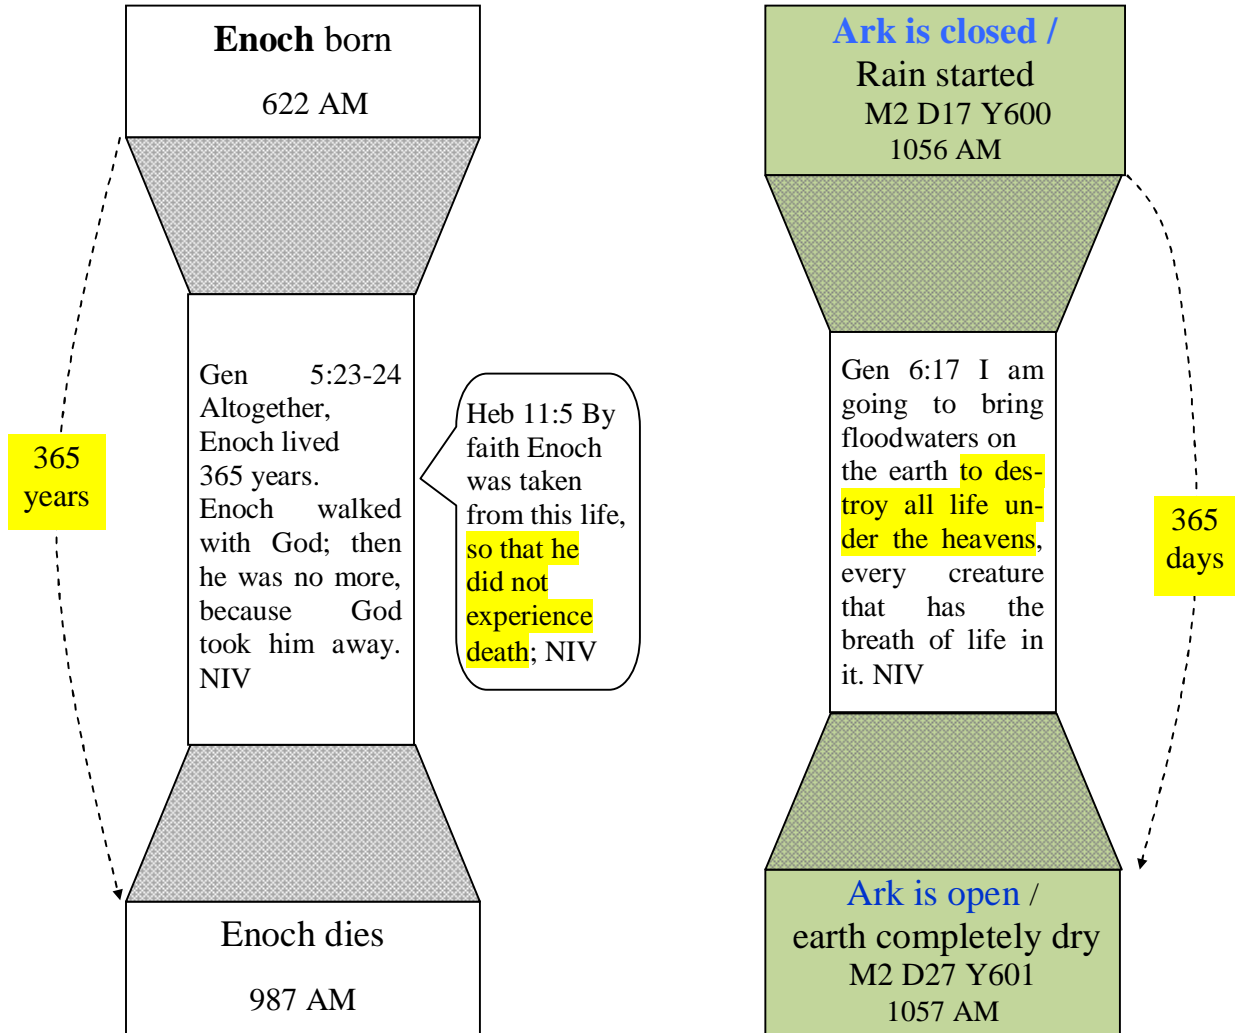 Enoch born
622 AM
365
years
Gen 5:23-24
Altogether,
Enoch lived
365 years.
Enoch walked
with God; then
he was no more,
because God
took him away.
NIV
Heb 11:5 By
faith Enoch
was taken
from this life,
so that he
did not
experience
death; NIV
Enoch dies
987 AM
Ark is closed /
Rain started
M2 D17 Y600
1056 AM
Gen 6:17 I am
going to bring
floodwaters on
the earth to des-
troy all life un-
der the heavens,
every creature
that has the
breath of life in
it. NIV
365
days
Ark is open /
earth completely dry
M2 D27 Y601
1057 AM